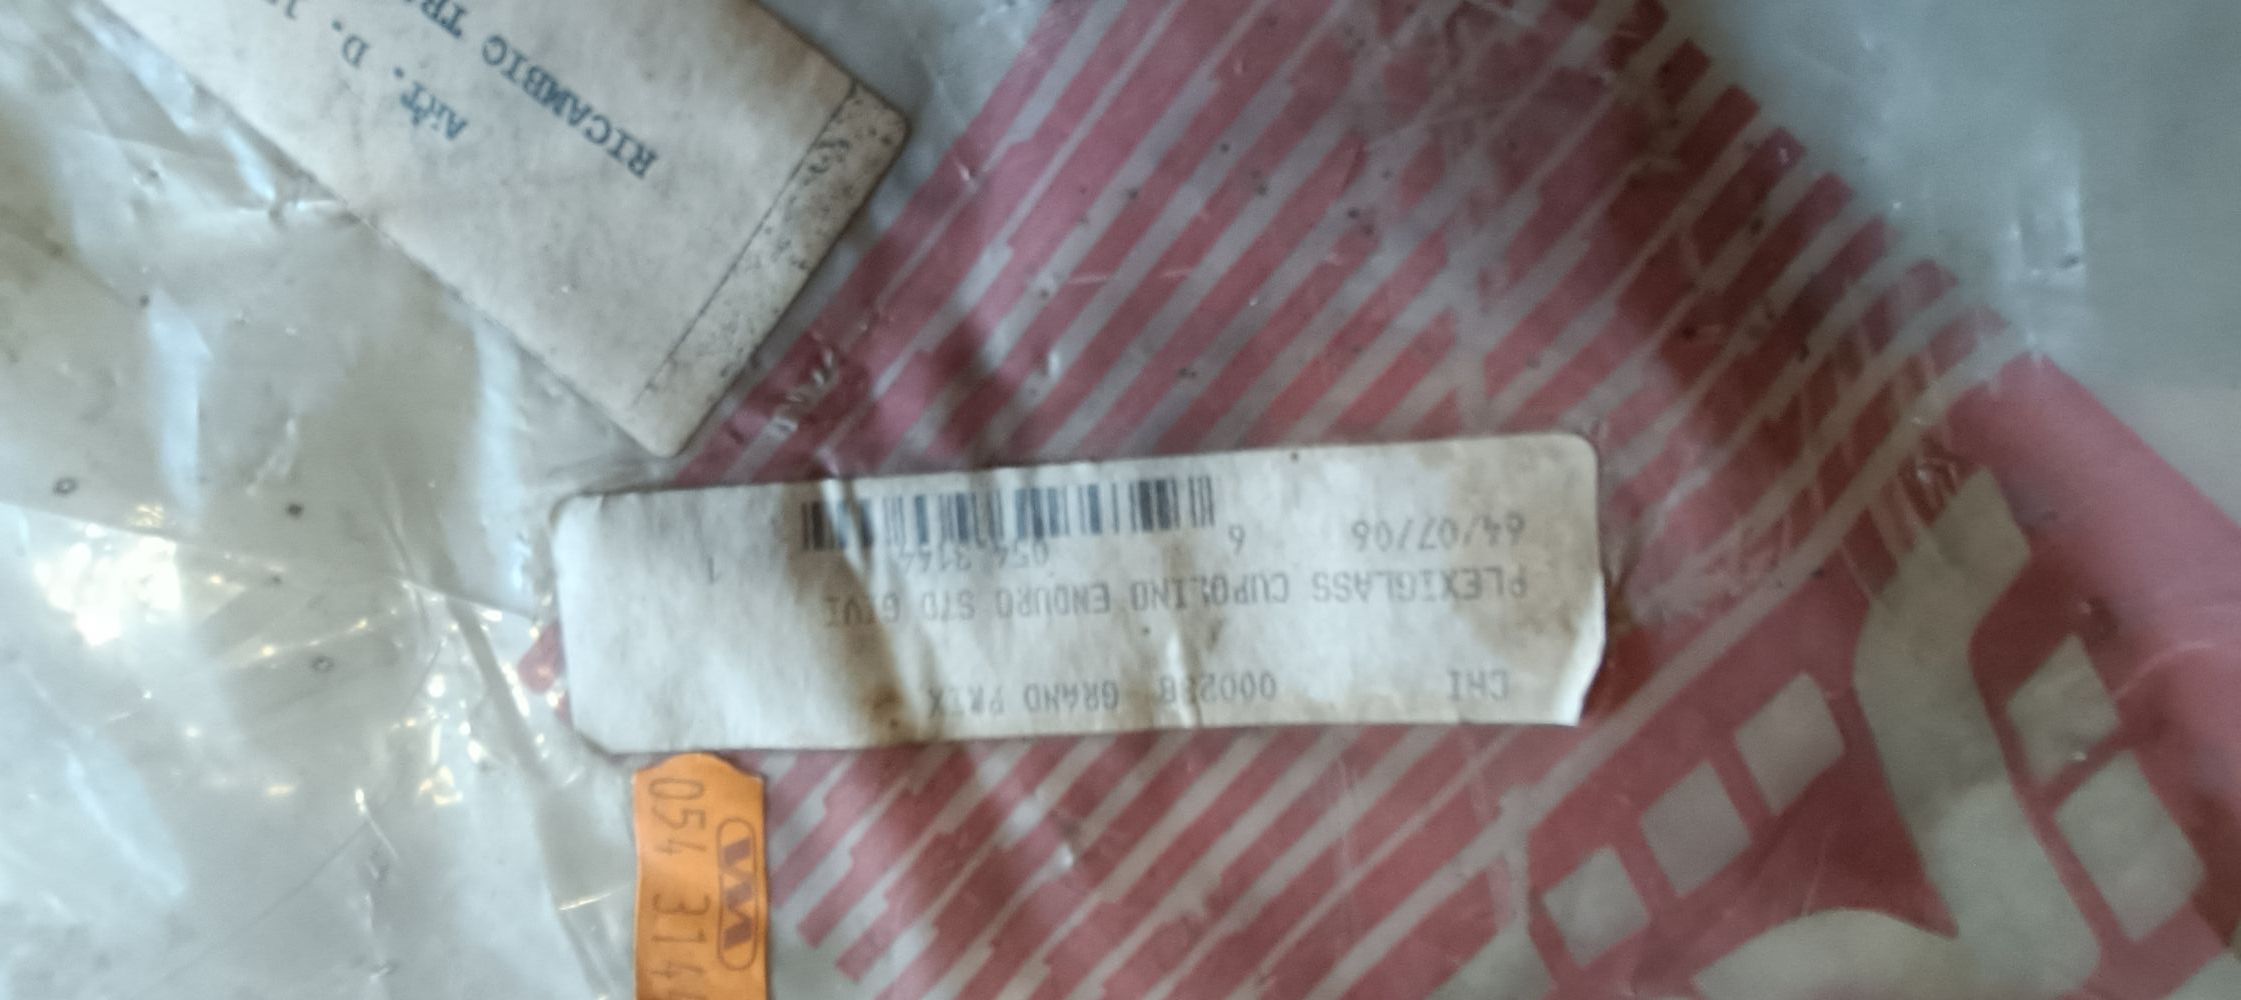 RICAMBIO
ART. D.
CHI 000238 GRAND PRIX
PLEXIGLASS CUPOLINO ENDURO STD GIVI
64/07/06 6 054 3144 1
054 314